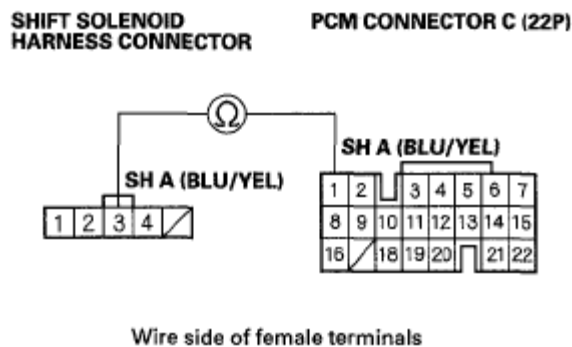 SHIFT SOLENOID
HARNESS CONNECTOR
PCM CONNECTOR C (22P)
Ω
SH A (BLU/YEL)
SH A (BLU/YEL)
1 2 3 4
1 2 3 4 5 6 7
8 9 10 11 12 13 14 15
16 18 19 20 21 22
Wire side of female terminals